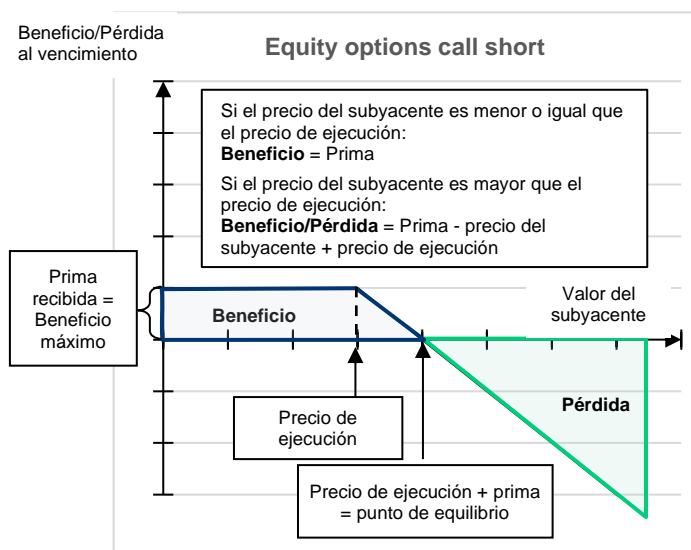 Beneficio/Pérdida
al vencimiento
Equity options call short
Si el precio del subyacente es menor o igual que
el precio de ejecución:
Beneficio = Prima
Si el precio del subyacente es mayor que el
precio de ejecución:
Beneficio/Pérdida = Prima - precio del
subyacente + precio de ejecución
Prima
recibida =
Beneficio
máximo
Beneficio
Valor del
subyacente
Pérdida
Precio de
ejecución
Precio de ejecución + prima
= punto de equilibrio